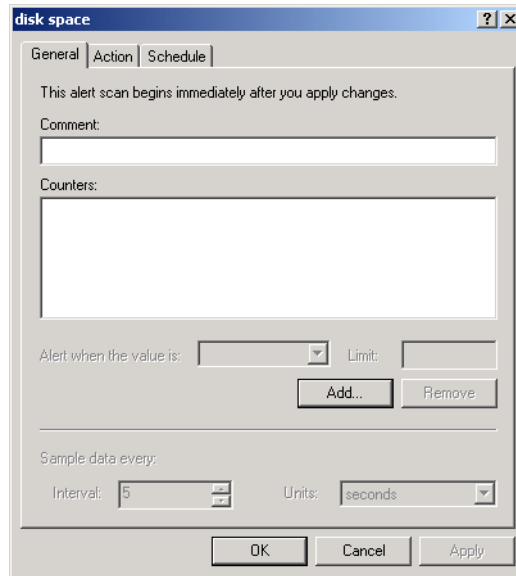 disk space
General Action Schedule
This alert scan begins immediately after you apply changes.
Comment:
Counters:
Alert when the value is: Limit:
Add... Remove
Sample data every:
Interval: 5 Units: seconds
OK Cancel Apply